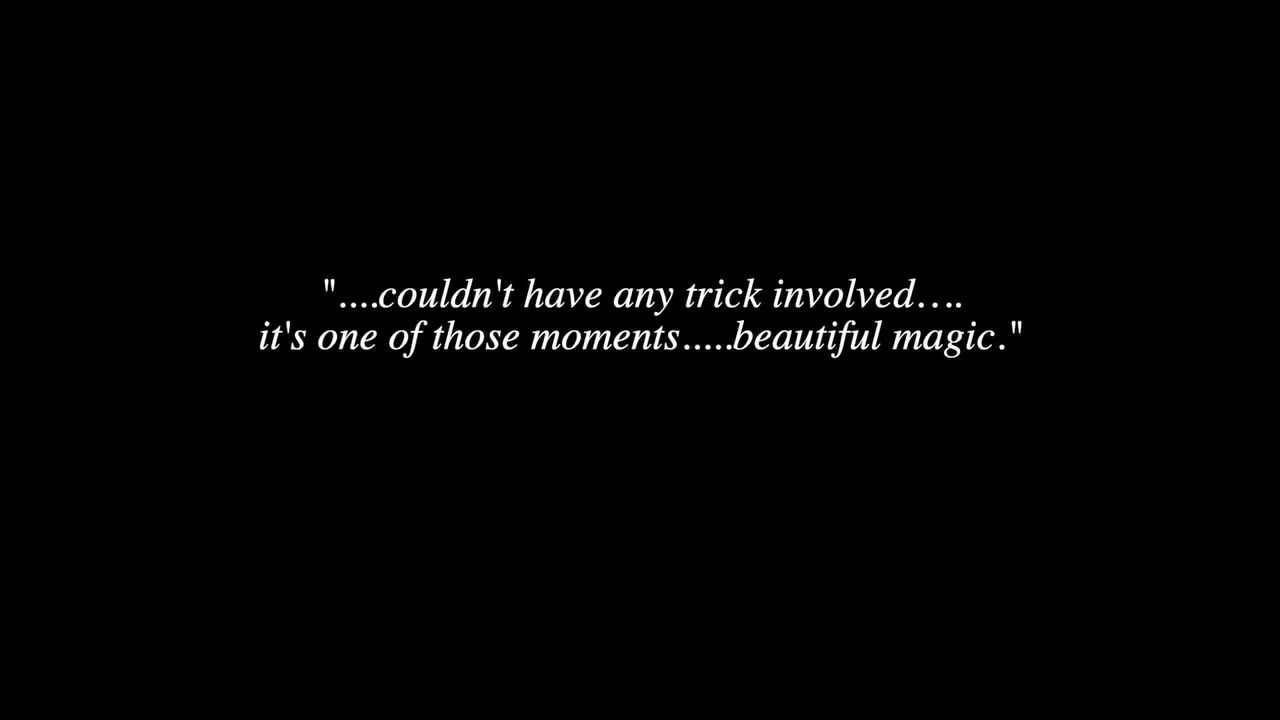 "....couldn't have any trick involved….
it's one of those moments.....beautiful magic."